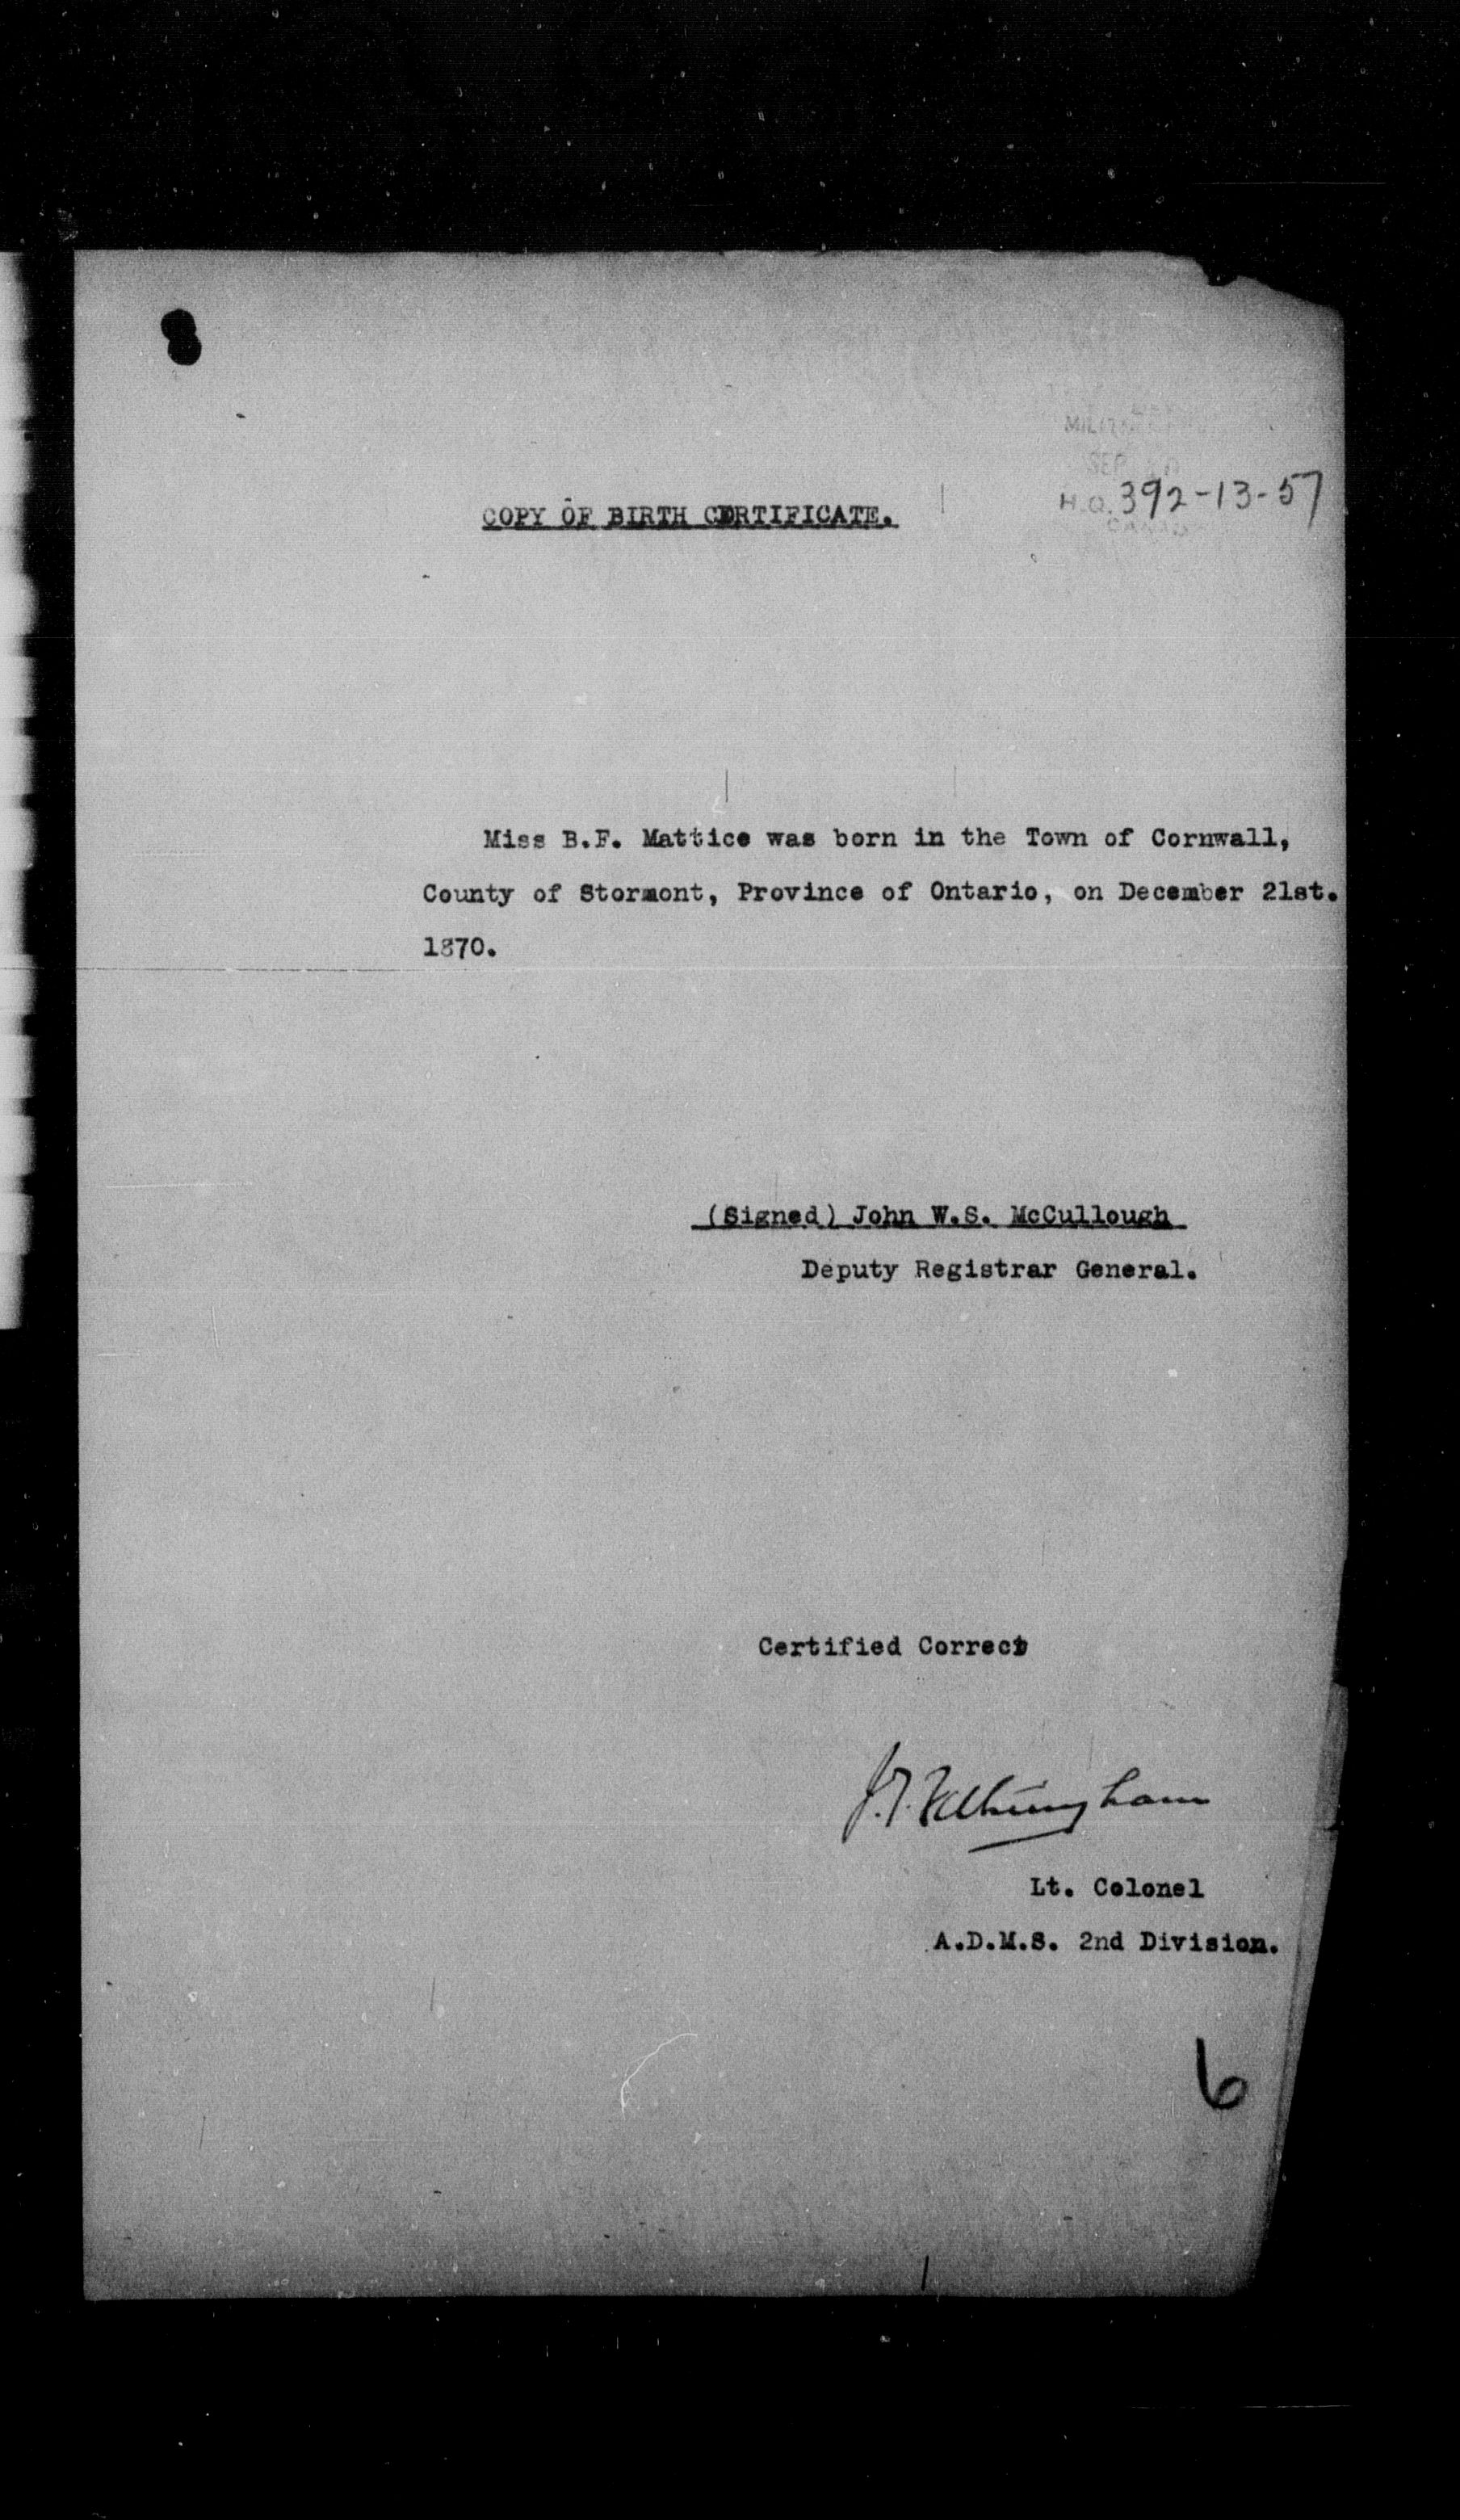 H.Q. 392-13-57
COPY OF BIRTH CERTIFICATE.
Miss B.F. Mattice was born in the Town of Cornwall,
County of Stormont, Province of Ontario, on December 21st.
1870.
(Signed) John W.S. McCullough
Deputy Registrar General.
Certified Correct
J.T. Fotheringham
Lt. Colonel
A.D.M.S. 2nd Division.
6